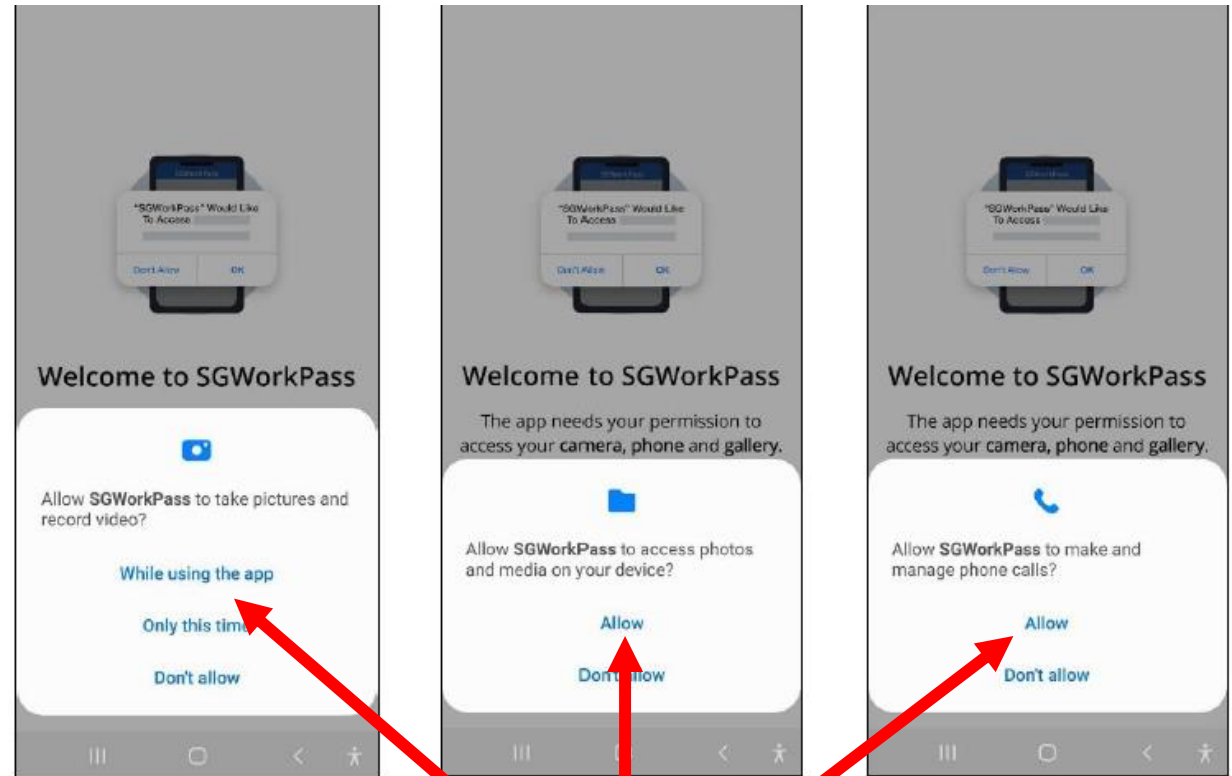 "SGWorkPass" Would Like
To Access
Don't Allow
OK
Welcome to SGWorkPass
Allow SGWorkPass to take pictures and
record video?
While using the app
Only this time
Don't allow
"SGWorkPass" Would Like
To Access
Don't Allow
OK
Welcome to SGWorkPass
The app needs your permission to
access your camera, phone and gallery.
Allow SGWorkPass to access photos
and media on your device?
Allow
Don't allow
"SGWorkPass" Would Like
To Access
Don't Allow
OK
Welcome to SGWorkPass
The app needs your permission to
access your camera, phone and gallery.
Allow SGWorkPass to make and
manage phone calls?
Allow
Don't allow